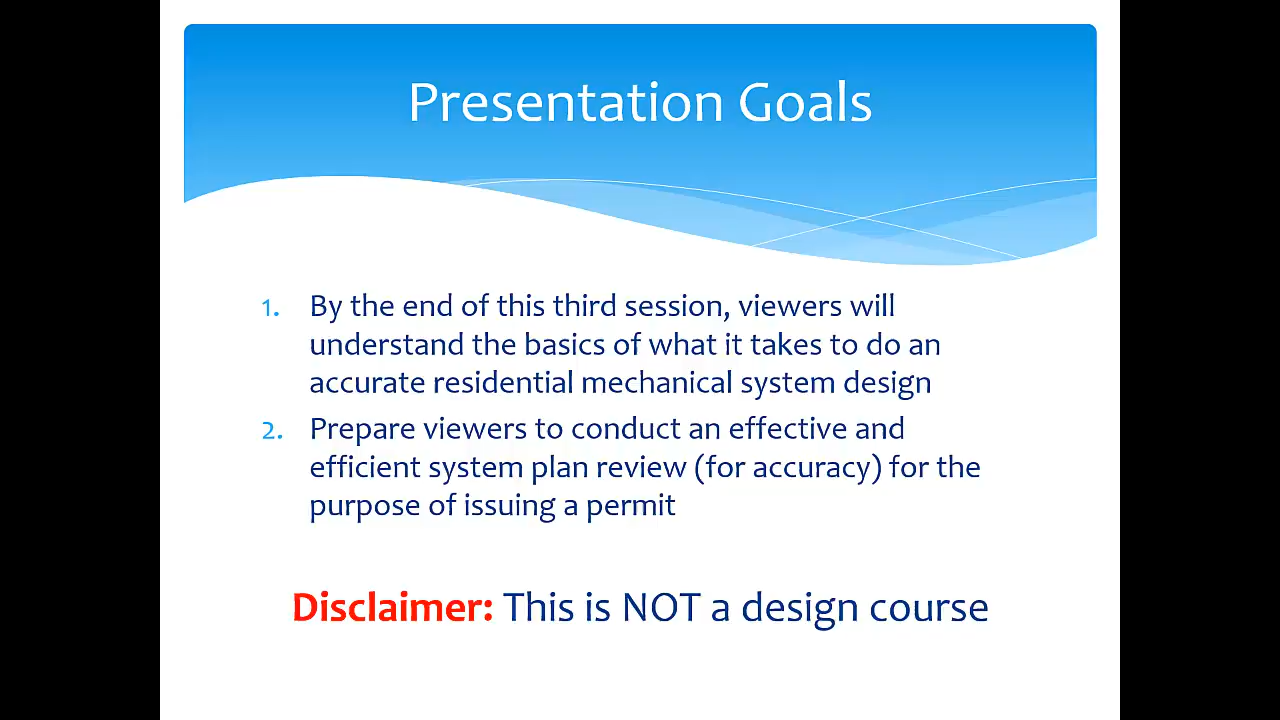 Presentation Goals
1. By the end of this third session, viewers will
understand the basics of what it takes to do an
accurate residential mechanical system design
2. Prepare viewers to conduct an effective and
efficient system plan review (for accuracy) for the
purpose of issuing a permit
Disclaimer: This is NOT a design course